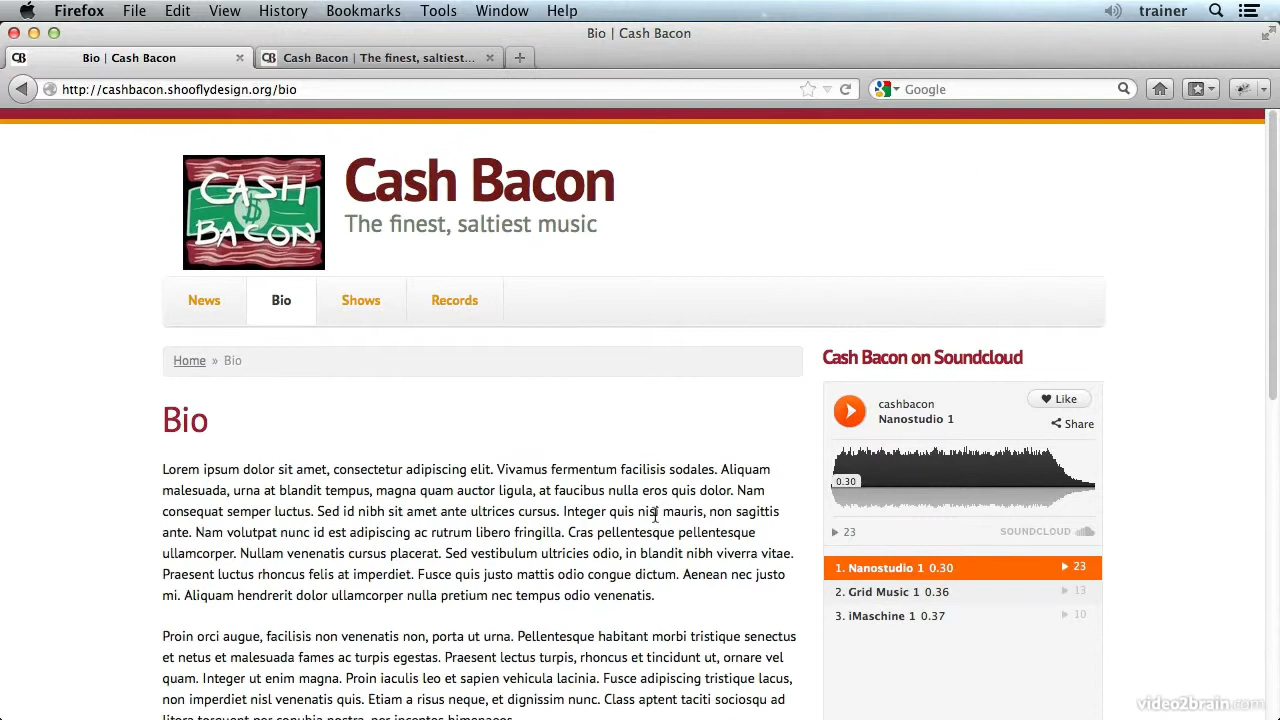 Firefox File Edit View History Bookmarks Tools Window Help trainer
Bio | Cash Bacon
CB Bio | Cash Bacon CB Cash Bacon | The finest, saltiest...
http://cashbacon.shooflydesign.org/bio Google
CASH
BACON
Cash Bacon
The finest, saltiest music
News Bio Shows Records
Home » Bio
Bio
Lorem ipsum dolor sit amet, consectetur adipiscing elit. Vivamus fermentum facilisis sodales. Aliquam
malesuada, urna at blandit tempus, magna quam auctor ligula, at faucibus nulla eros quis dolor. Nam
consequat semper luctus. Sed id nibh sit amet ante ultrices cursus. Integer quis nisi mauris, non sagittis
ante. Nam volutpat nunc id est adipiscing ac rutrum libero fringilla. Cras pellentesque pellentesque
ullamcorper. Nullam venenatis cursus placerat. Sed vestibulum ultricies odio, in blandit nibh viverra vitae.
Praesent luctus rhoncus felis at imperdiet. Fusce quis justo mattis odio congue dictum. Aenean nec justo
mi. Aliquam hendrerit dolor ullamcorper nulla pretium nec tempus odio venenatis.
Proin orci augue, facilisis non venenatis non, porta ut urna. Pellentesque habitant morbi tristique senectus
et netus et malesuada fames ac turpis egestas. Praesent lectus turpis, rhoncus et tincidunt ut, ornare vel
quam. Integer ut enim magna. Proin iaculis leo et sapien vehicula lacinia. Fusce adipiscing tristique lacus,
non imperdiet nisl venenatis quis. Etiam a risus neque, et dignissim nunc. Class aptent taciti sociosqu ad
litora torquent per conubia nostra, per inceptos himenaeos.
Cash Bacon on Soundcloud
cashbacon Like
Nanostudio 1 Share
0.30
23 SOUNDCLOUD
1. Nanostudio 1 0.30 23
2. Grid Music 1 0.36 13
3. iMaschine 1 0.37 10
video2brain.com